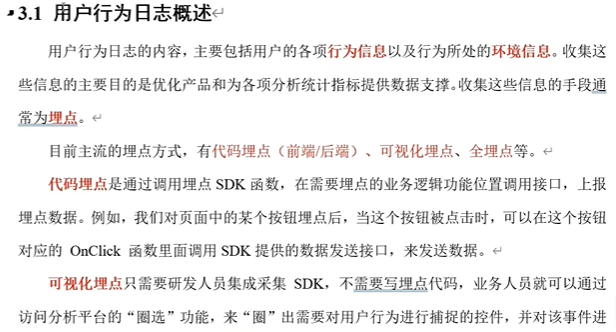 3.1 用户行为日志概述
用户行为日志的内容，主要包括用户的各项行为信息以及行为所处的环境信息。收集这
些信息的主要目的是优化产品和为各项分析统计指标提供数据支撑。收集这些信息的手段通
常为埋点。
目前主流的埋点方式，有代码埋点（前端/后端）、可视化埋点、全埋点等。
代码埋点是通过调用埋点 SDK 函数，在需要埋点的业务逻辑功能位置调用接口，上报
埋点数据。例如，我们对页面中的某个按钮埋点后，当这个按钮被点击时，可以在这个按钮
对应的 OnClick 函数里面调用 SDK 提供的数据发送接口，来发送数据。
可视化埋点只需要研发人员集成采集 SDK，不需要写埋点代码，业务人员就可以通过
访问分析平台的“圈选”功能，来“圈”出需要对用户行为进行捕捉的控件，并对该事件进